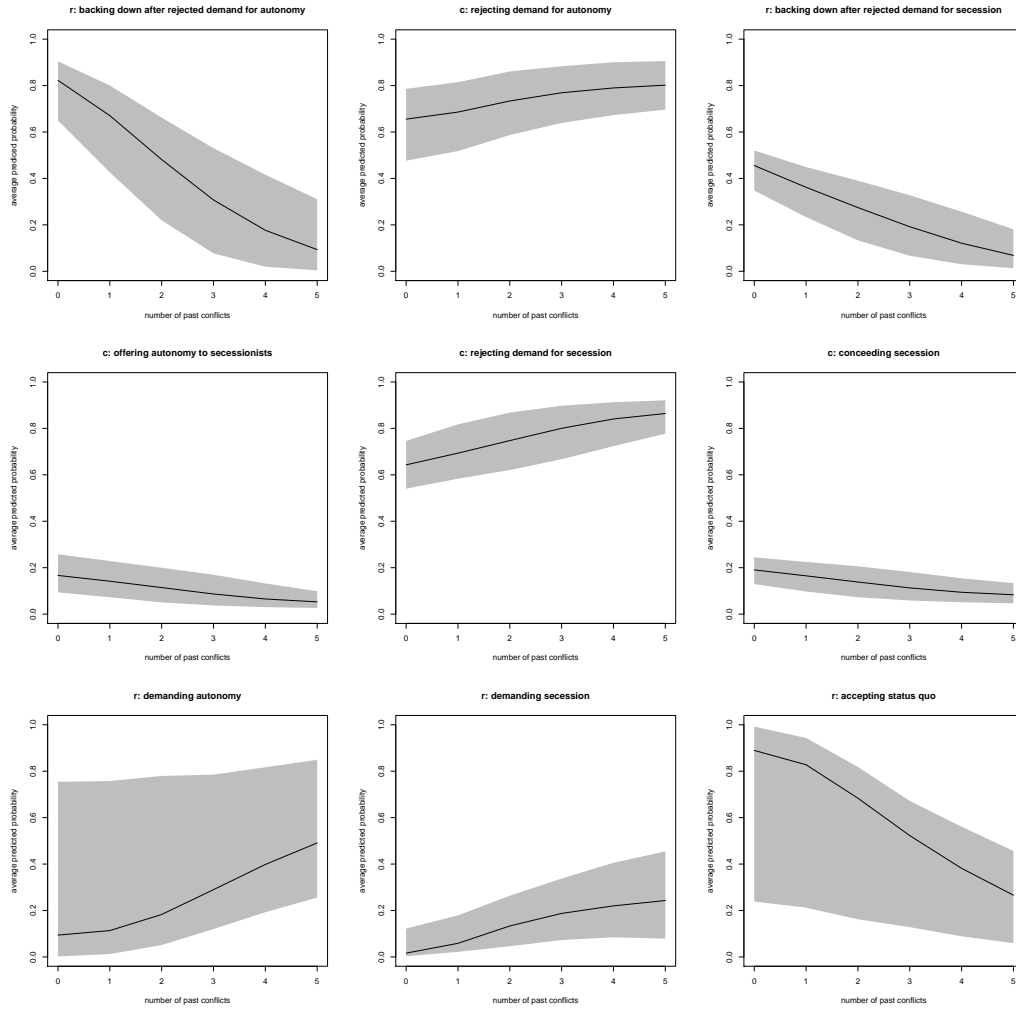 r: backing down after rejected demand for autonomy
average predicted probability
0.0 0.2 0.4 0.6 0.8 1.0
0 1 2 3 4 5
number of past conflicts
c: rejecting demand for autonomy
average predicted probability
0.0 0.2 0.4 0.6 0.8 1.0
0 1 2 3 4 5
number of past conflicts
r: backing down after rejected demand for secession
average predicted probability
0.0 0.2 0.4 0.6 0.8 1.0
0 1 2 3 4 5
number of past conflicts
c: offering autonomy to secessionists
average predicted probability
0.0 0.2 0.4 0.6 0.8 1.0
0 1 2 3 4 5
number of past conflicts
c: rejecting demand for secession
average predicted probability
0.0 0.2 0.4 0.6 0.8 1.0
0 1 2 3 4 5
number of past conflicts
c: conceeding secession
average predicted probability
0.0 0.2 0.4 0.6 0.8 1.0
0 1 2 3 4 5
number of past conflicts
r: demanding autonomy
average predicted probability
0.0 0.2 0.4 0.6 0.8 1.0
0 1 2 3 4 5
number of past conflicts
r: demanding secession
average predicted probability
0.0 0.2 0.4 0.6 0.8 1.0
0 1 2 3 4 5
number of past conflicts
r: accepting status quo
average predicted probability
0.0 0.2 0.4 0.6 0.8 1.0
0 1 2 3 4 5
number of past conflicts